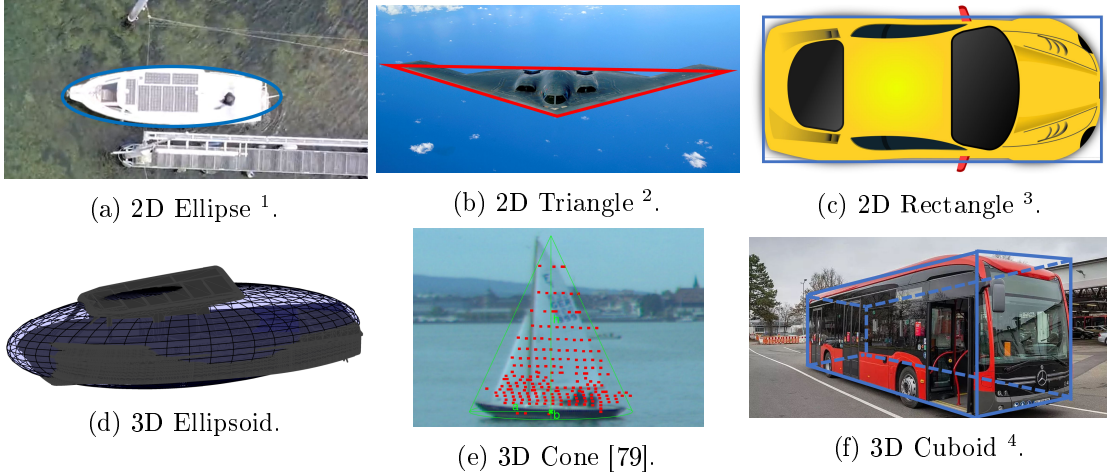 (a) 2D Ellipse ¹.
(b) 2D Triangle ².
(c) 2D Rectangle ³.
(d) 3D Ellipsoid.
(e) 3D Cone [79].
(f) 3D Cuboid ⁴.